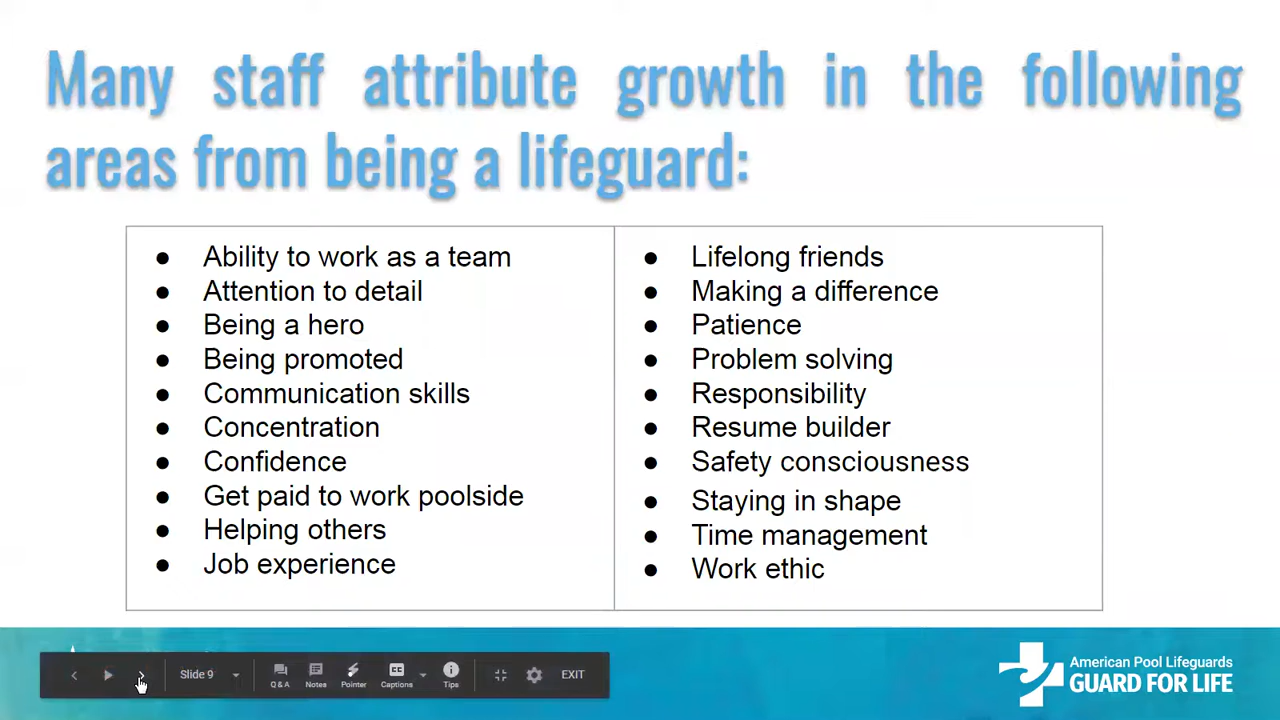 Many staff attribute growth in the following
areas from being a lifeguard:
● Ability to work as a team
● Attention to detail
● Being a hero
● Being promoted
● Communication skills
● Concentration
● Confidence
● Get paid to work poolside
● Helping others
● Job experience
● Lifelong friends
● Making a difference
● Patience
● Problem solving
● Responsibility
● Resume builder
● Safety consciousness
● Staying in shape
● Time management
● Work ethic
Slide 9
Q & A
Notes
Pointer
CC
Captions
Tips
EXIT
American Pool Lifeguards
GUARD FOR LIFE